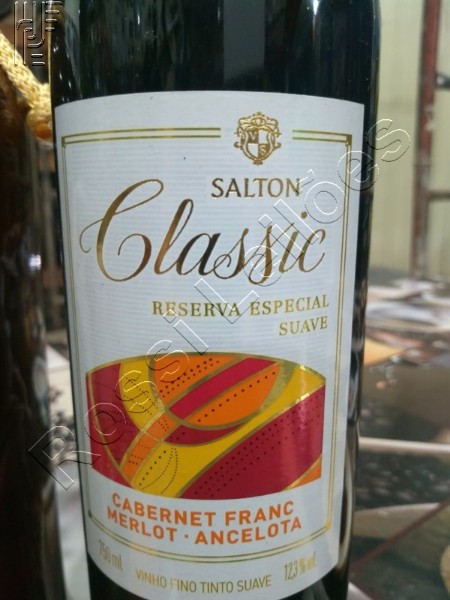 SALTON
Classic
RESERVA ESPECIAL
SUAVE
CABERNET FRANC
MERLOT · ANCELOTA
750 ml
VINHO FINO TINTO SUAVE
12,3% vol.
Rossi Leilões